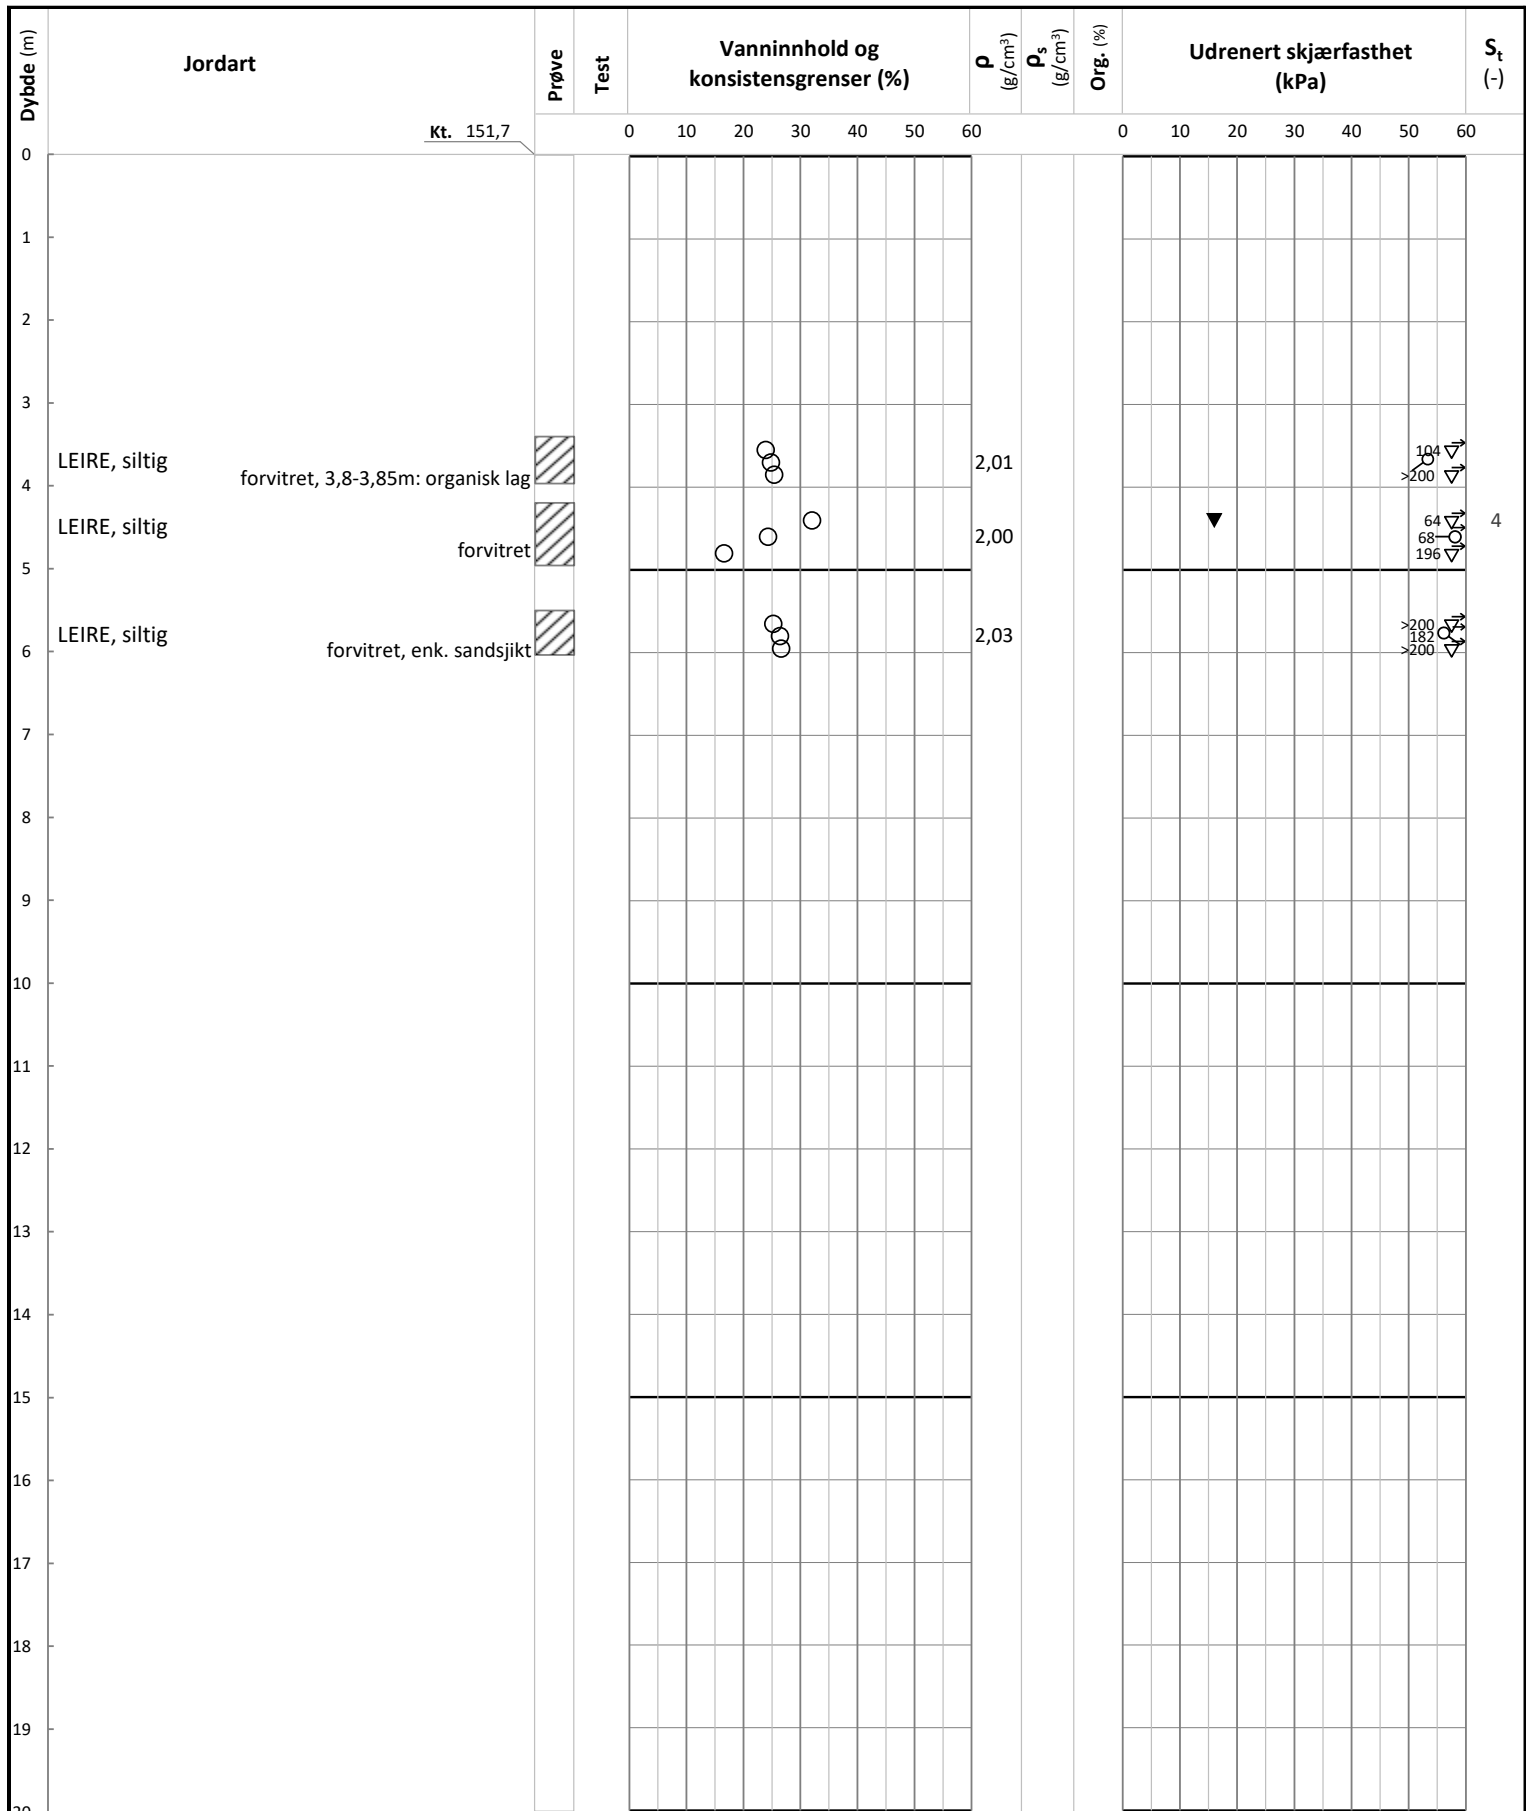 Dybde (m)
Jordart
Prøve
Test
Vanninnhold og
konsistensgrenser (%)
ρ
(g/cm³)
ρs
(g/cm³)
Org. (%)
Udrenert skjærfasthet
(kPa)
St
(-)
Kt. 151,7
0 10 20 30 40 50 60
0 10 20 30 40 50 60
0
1
2
3
LEIRE, siltig
forvitret, 3,8-3,85m: organisk lag
2,01
104
>200
4
LEIRE, siltig
forvitret
2,00
64
68
196
4
5
LEIRE, siltig
forvitret, enk. sandsjikt
2,03
>200
182
>200
6
7
8
9
10
11
12
13
14
15
16
17
18
19
20